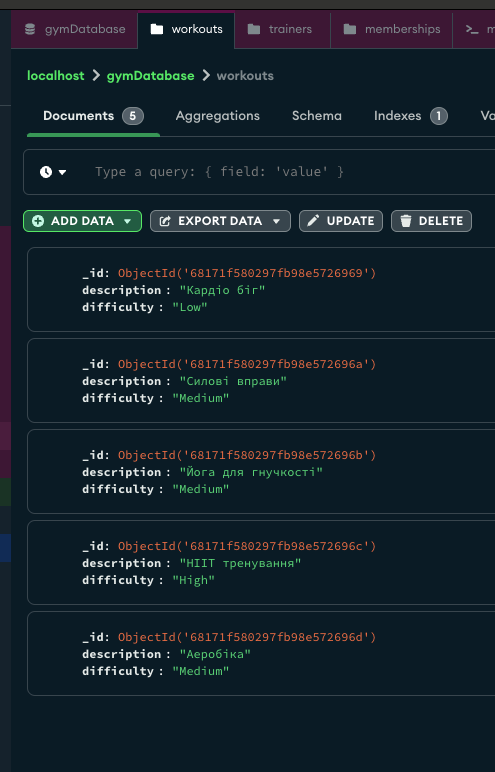 gymDatabase workouts trainers memberships
localhost > gymDatabase > workouts
Documents 5 Aggregations Schema Indexes 1
Type a query: { field: 'value' }
ADD DATA EXPORT DATA UPDATE DELETE
_id: ObjectId('68171f580297fb98e5726969')
description : "Кардіо біг"
difficulty : "Low"
_id: ObjectId('68171f580297fb98e572696a')
description : "Силові вправи"
difficulty : "Medium"
_id: ObjectId('68171f580297fb98e572696b')
description : "Йога для гнучкості"
difficulty : "Medium"
_id: ObjectId('68171f580297fb98e572696c')
description : "HIIT тренування"
difficulty : "High"
_id: ObjectId('68171f580297fb98e572696d')
description : "Аеробіка"
difficulty : "Medium"